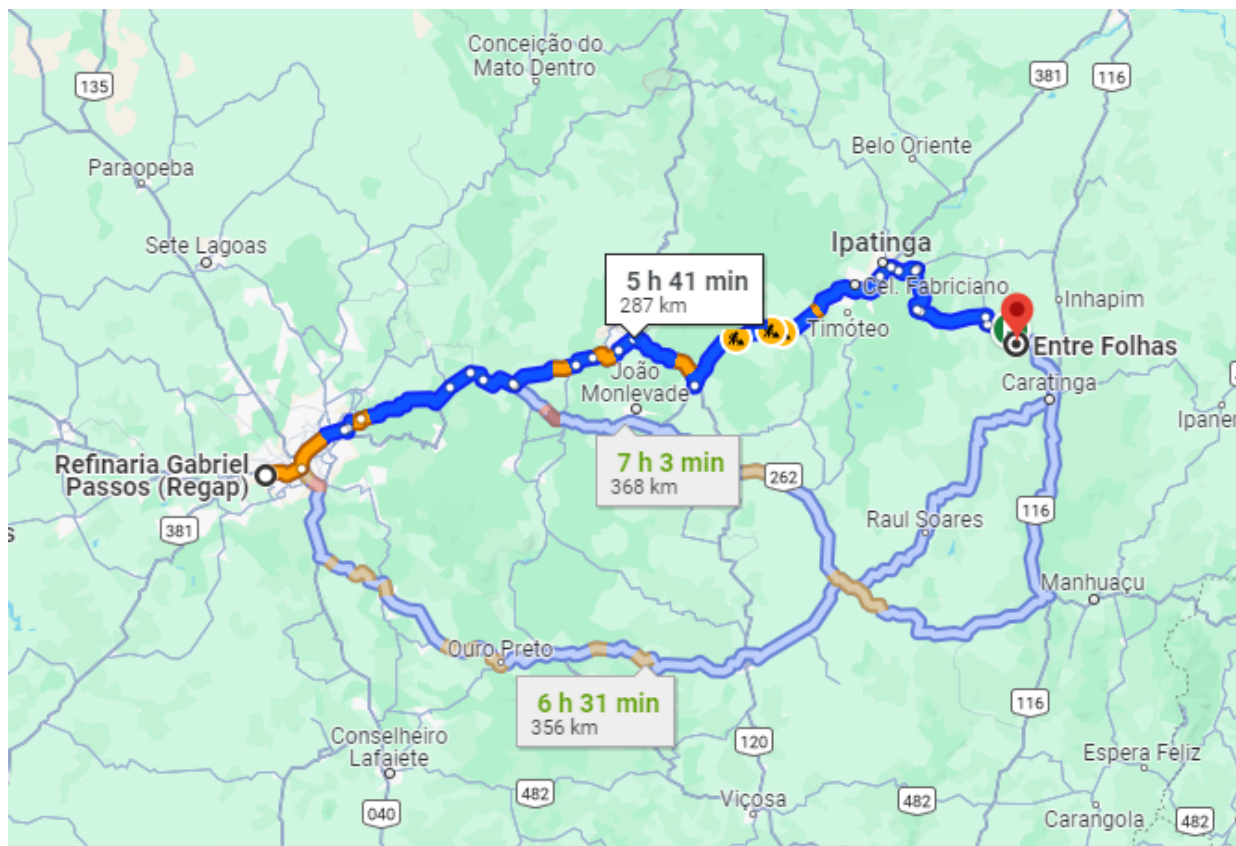 Conceição do
Mato Dentro
135
381
116
Paraopeba
Belo Oriente
Sete Lagoas
Ipatinga
5 h 41 min
287 km
Cel. Fabriciano
Inhapim
Timóteo
Entre Folhas
João
Monlevade
Caratinga
Refinaria Gabriel
Passos (Regap)
7 h 3 min
368 km
262
381
Raul Soares
116
Manhuaçu
Ouro Preto
6 h 31 min
356 km
116
Conselheiro
Lafaiete
120
Espera Feliz
482
Viçosa
482
040
Carangola
482